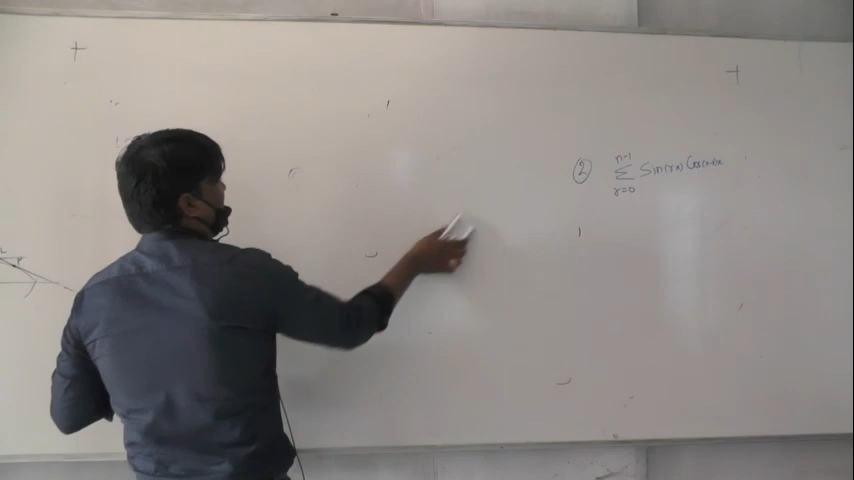 ② n-1 Σ r=0 Sin(rx) Cos(n-r)x